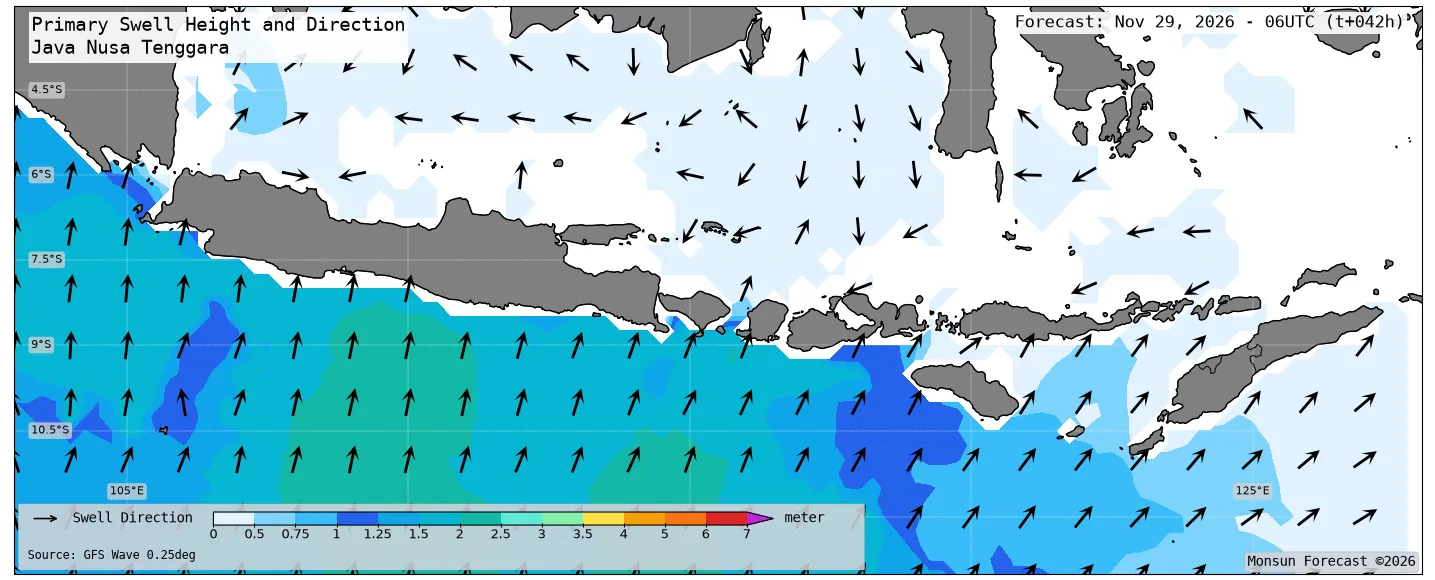 Primary Swell Height and Direction
Java Nusa Tenggara
Forecast: Nov 29, 2026 - 06UTC (t+042h)
4.5°S
6°S
7.5°S
9°S
10.5°S
105°E
125°E
Swell Direction
0 0.5 0.75 1 1.25 1.5 2 2.5 3 3.5 4 5 6 7
meter
Source: GFS Wave 0.25deg
Monsun Forecast ©2026